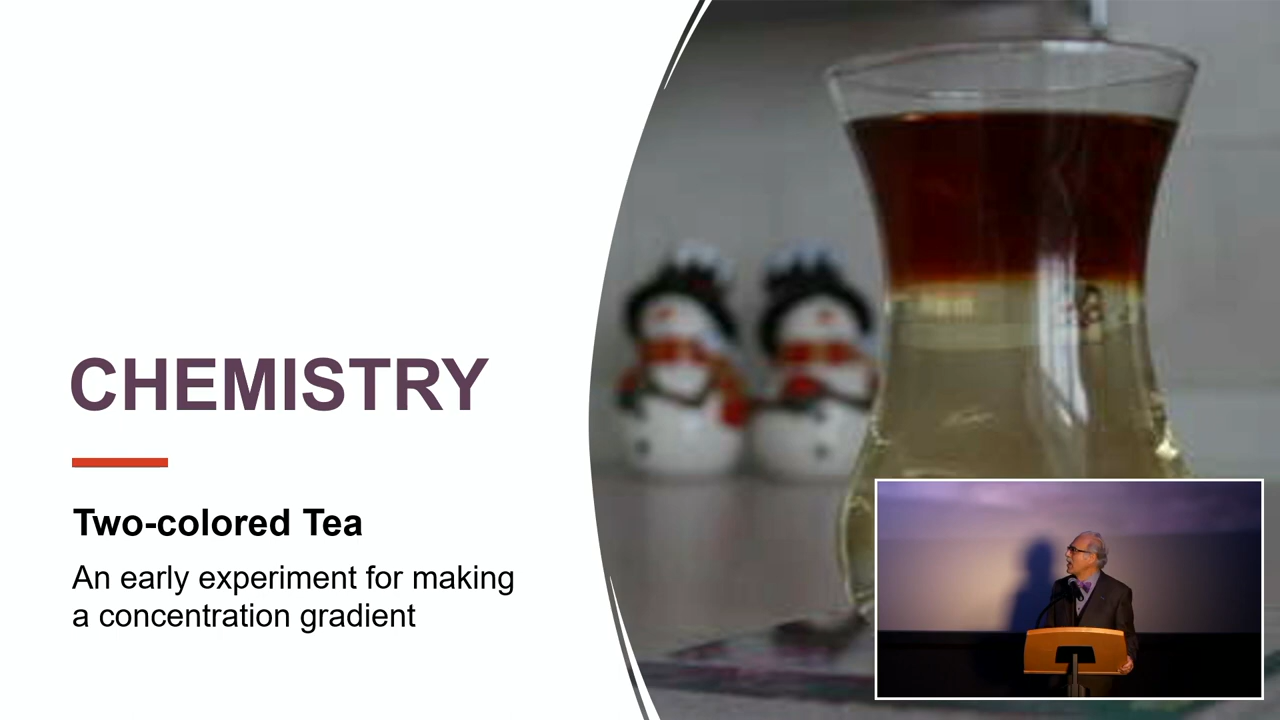 CHEMISTRY
Two-colored Tea
An early experiment for making
a concentration gradient